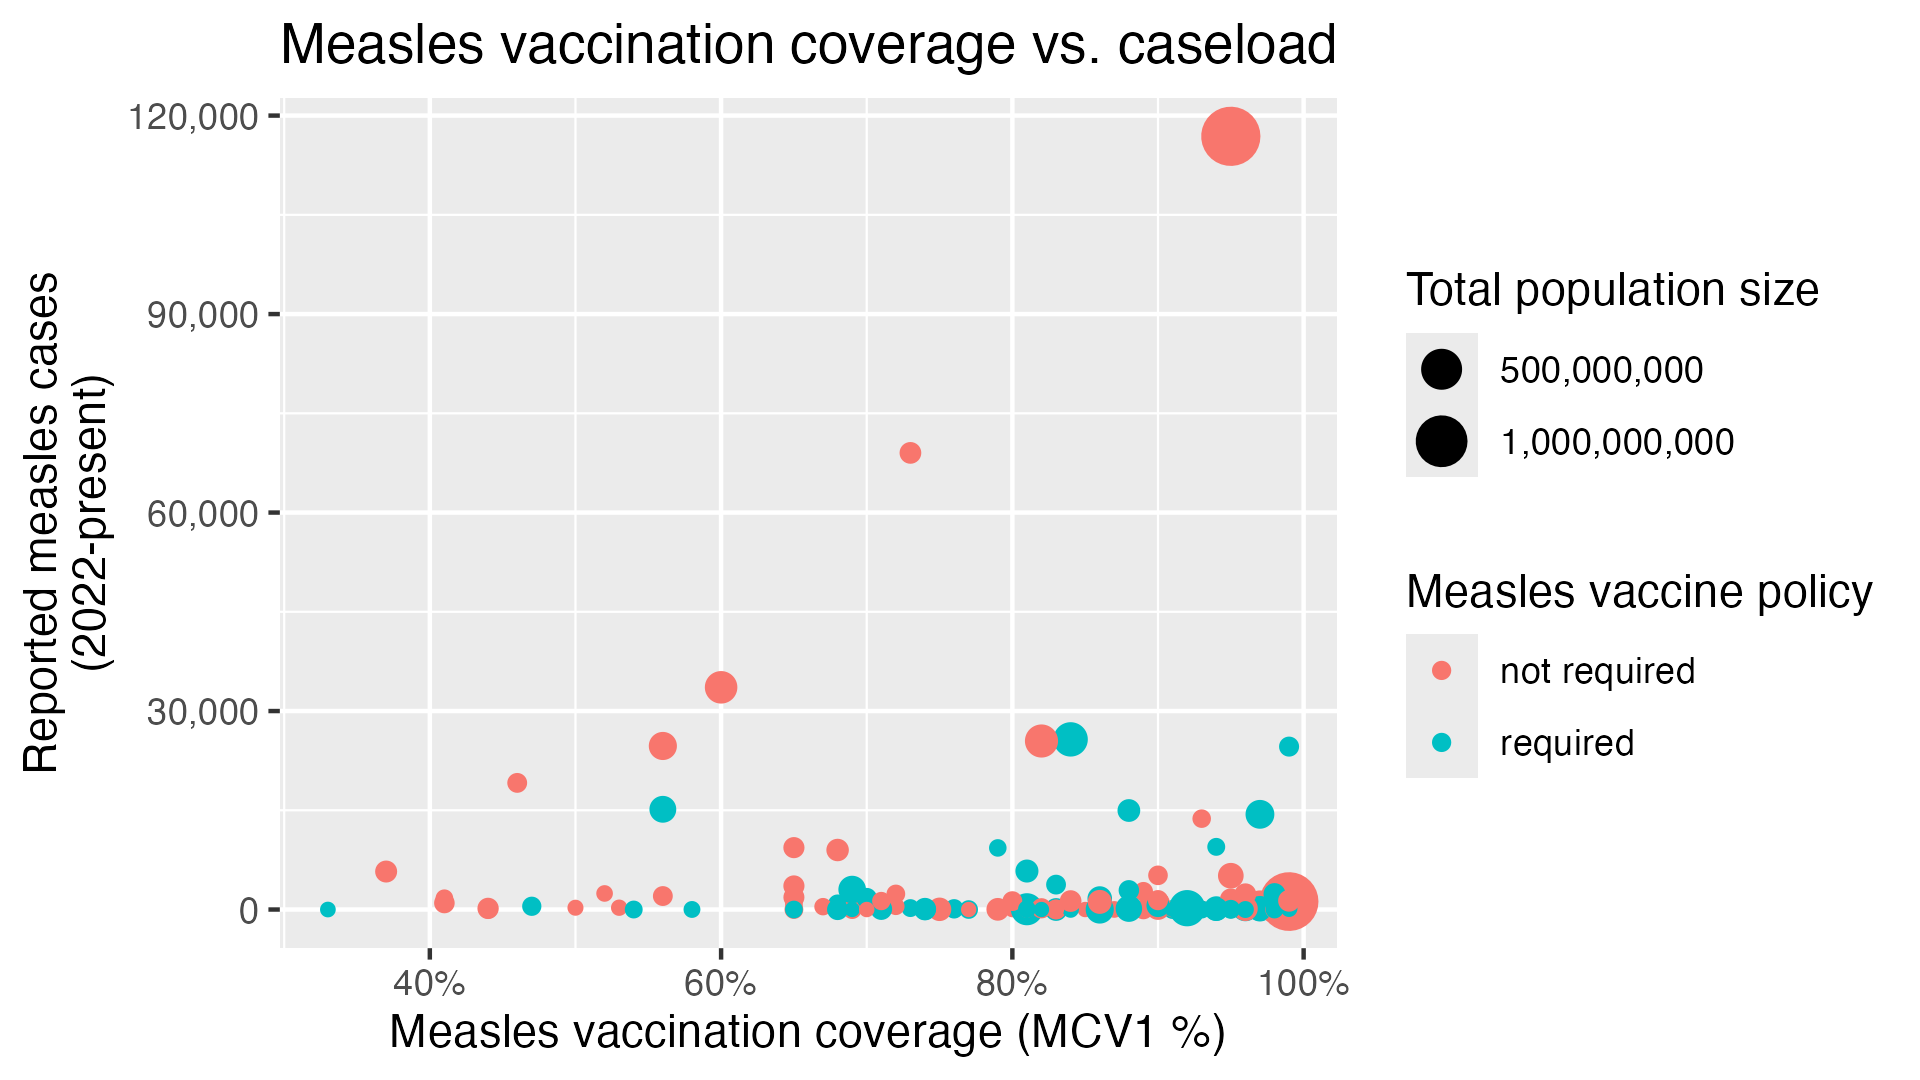 Measles vaccination coverage vs. caseload
120,000
90,000
60,000
30,000
0
Reported measles cases
(2022-present)
40%
60%
80%
100%
Measles vaccination coverage (MCV1 %)
Total population size
500,000,000
1,000,000,000
Measles vaccine policy
not required
required